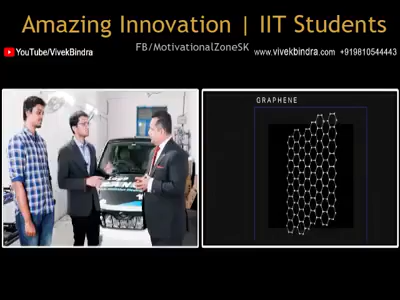 Amazing Innovation | IIT Students
FB/MotivationalZoneSK
YouTube/VivekBindra
www.vivekbindra.com +919810544443
GRAPHENE